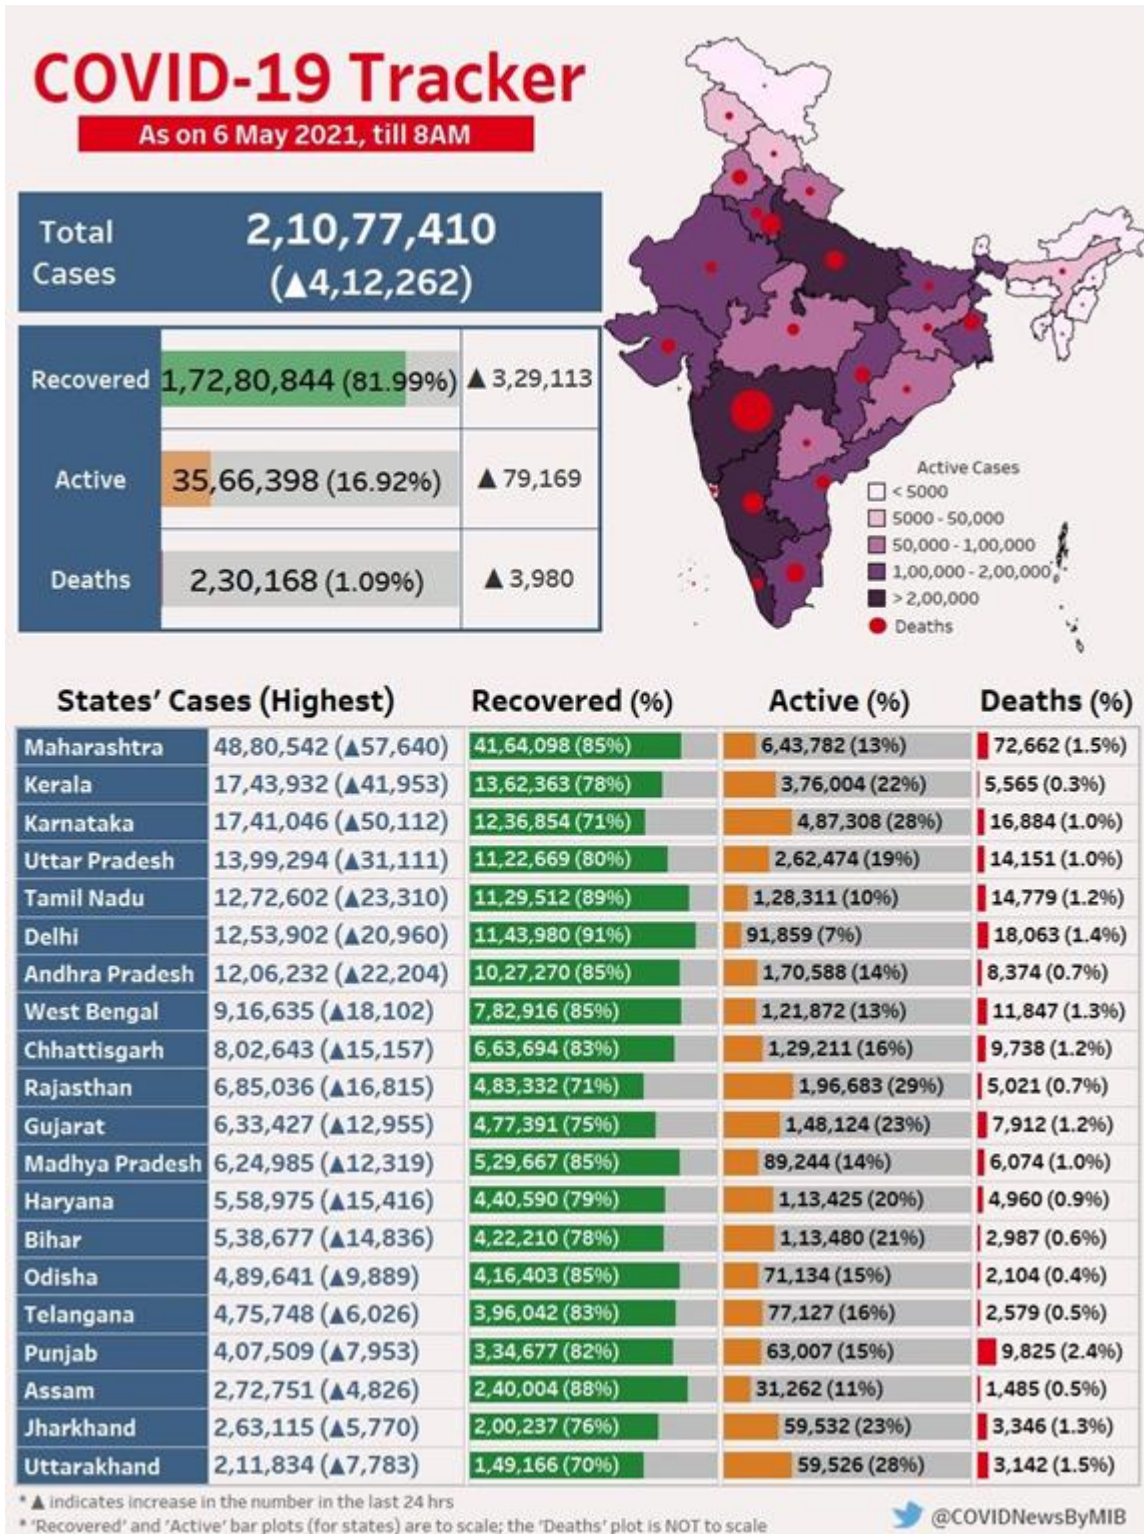 COVID-19 Tracker
As on 6 May 2021, till 8AM
Total Cases
2,10,77,410
(▲4,12,262)
Recovered 1,72,80,844 (81.99%) ▲ 3,29,113
Active 35,66,398 (16.92%) ▲ 79,169
Deaths 2,30,168 (1.09%) ▲ 3,980
Active Cases
< 5000
5000 - 50,000
50,000 - 1,00,000
1,00,000 - 2,00,000
> 2,00,000
Deaths
States' Cases (Highest) Recovered (%) Active (%) Deaths (%)
Maharashtra 48,80,542 (▲57,640) 41,64,098 (85%) 6,43,782 (13%) 72,662 (1.5%)
Kerala 17,43,932 (▲41,953) 13,62,363 (78%) 3,76,004 (22%) 5,565 (0.3%)
Karnataka 17,41,046 (▲50,112) 12,36,854 (71%) 4,87,308 (28%) 16,884 (1.0%)
Uttar Pradesh 13,99,294 (▲31,111) 11,22,669 (80%) 2,62,474 (19%) 14,151 (1.0%)
Tamil Nadu 12,72,602 (▲23,310) 11,29,512 (89%) 1,28,311 (10%) 14,779 (1.2%)
Delhi 12,53,902 (▲20,960) 11,43,980 (91%) 91,859 (7%) 18,063 (1.4%)
Andhra Pradesh 12,06,232 (▲22,204) 10,27,270 (85%) 1,70,588 (14%) 8,374 (0.7%)
West Bengal 9,16,635 (▲18,102) 7,82,916 (85%) 1,21,872 (13%) 11,847 (1.3%)
Chhattisgarh 8,02,643 (▲15,157) 6,63,694 (83%) 1,29,211 (16%) 9,738 (1.2%)
Rajasthan 6,85,036 (▲16,815) 4,83,332 (71%) 1,96,683 (29%) 5,021 (0.7%)
Gujarat 6,33,427 (▲12,955) 4,77,391 (75%) 1,48,124 (23%) 7,912 (1.2%)
Madhya Pradesh 6,24,985 (▲12,319) 5,29,667 (85%) 89,244 (14%) 6,074 (1.0%)
Haryana 5,58,975 (▲15,416) 4,40,590 (79%) 1,13,425 (20%) 4,960 (0.9%)
Bihar 5,38,677 (▲14,836) 4,22,210 (78%) 1,13,480 (21%) 2,987 (0.6%)
Odisha 4,89,641 (▲9,889) 4,16,403 (85%) 71,134 (15%) 2,104 (0.4%)
Telangana 4,75,748 (▲6,026) 3,96,042 (83%) 77,127 (16%) 2,579 (0.5%)
Punjab 4,07,509 (▲7,953) 3,34,677 (82%) 63,007 (15%) 9,825 (2.4%)
Assam 2,72,751 (▲4,826) 2,40,004 (88%) 31,262 (11%) 1,485 (0.5%)
Jharkhand 2,63,115 (▲5,770) 2,00,237 (76%) 59,532 (23%) 3,346 (1.3%)
Uttarakhand 2,11,834 (▲7,783) 1,49,166 (70%) 59,526 (28%) 3,142 (1.5%)
* ▲ indicates increase in the number in the last 24 hrs
* 'Recovered' and 'Active' bar plots (for states) are to scale; the 'Deaths' plot is NOT to scale
@COVIDNewsByMIB